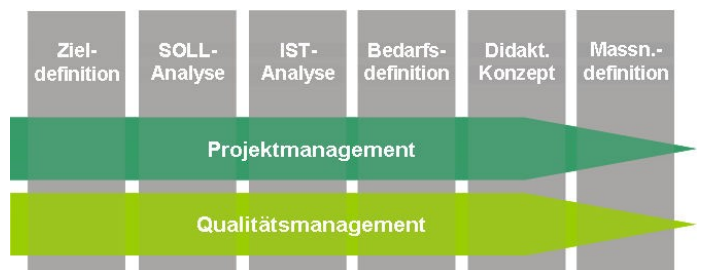 Ziel-
definition
SOLL-
Analyse
IST-
Analyse
Bedarfs-
definition
Didakt.
Konzept
Massn.-
definition
Projektmanagement
Qualitätsmanagement